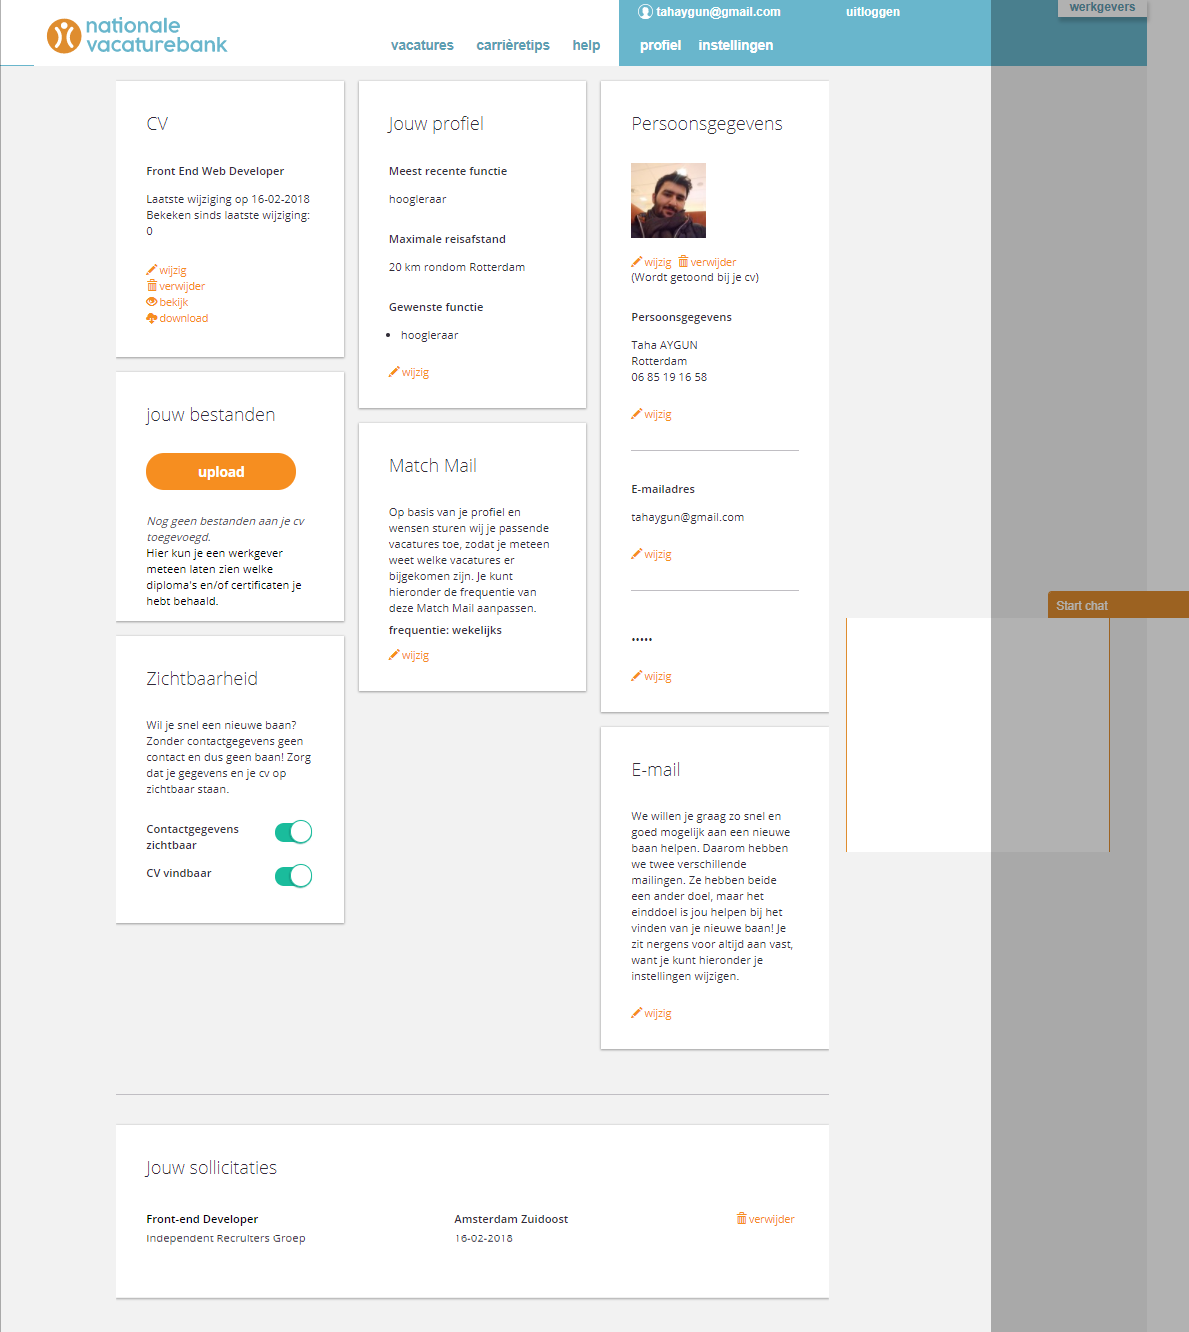 nationale
vacaturebank
vacatures
carrièretips
help
tahaygun@gmail.com
uitloggen
profiel
instellingen
werkgevers
CV
Front End Web Developer
Laatste wijziging op 16-02-2018
Bekeken sinds laatste wijziging:
0
wijzig
verwijder
bekijk
download
jouw bestanden
upload
Nog geen bestanden aan je cv
toegevoegd.
Hier kun je een werkgever
meteen laten zien welke
diploma's en/of certificaten je
hebt behaald.
Zichtbaarheid
Wil je snel een nieuwe baan?
Zonder contactgegevens geen
contact en dus geen baan! Zorg
dat je gegevens en je cv op
zichtbaar staan.
Contactgegevens
zichtbaar
CV vindbaar
Jouw profiel
Meest recente functie
hoogleraar
Maximale reisafstand
20 km rondom Rotterdam
Gewenste functie
• hoogleraar
wijzig
Match Mail
Op basis van je profiel en
wensen sturen wij je passende
vacatures toe, zodat je meteen
weet welke vacatures er
bijgekomen zijn. Je kunt
hieronder de frequentie van
deze Match Mail aanpassen.
frequentie: wekelijks
wijzig
Persoonsgegevens
wijzig verwijder
(Wordt getoond bij je cv)
Persoonsgegevens
Taha AYGUN
Rotterdam
06 85 19 16 58
wijzig
E-mailadres
tahaygun@gmail.com
wijzig
•••••
wijzig
E-mail
We willen je graag zo snel en
goed mogelijk aan een nieuwe
baan helpen. Daarom hebben
we twee verschillende
mailingen. Ze hebben beide
een ander doel, maar het
einddoel is jou helpen bij het
vinden van je nieuwe baan! Je
zit nergens voor altijd aan vast,
want je kunt hieronder je
instellingen wijzigen.
wijzig
Start chat
Jouw sollicitaties
Front-end Developer
Amsterdam Zuidoost
verwijder
Independent Recruiters Groep
16-02-2018